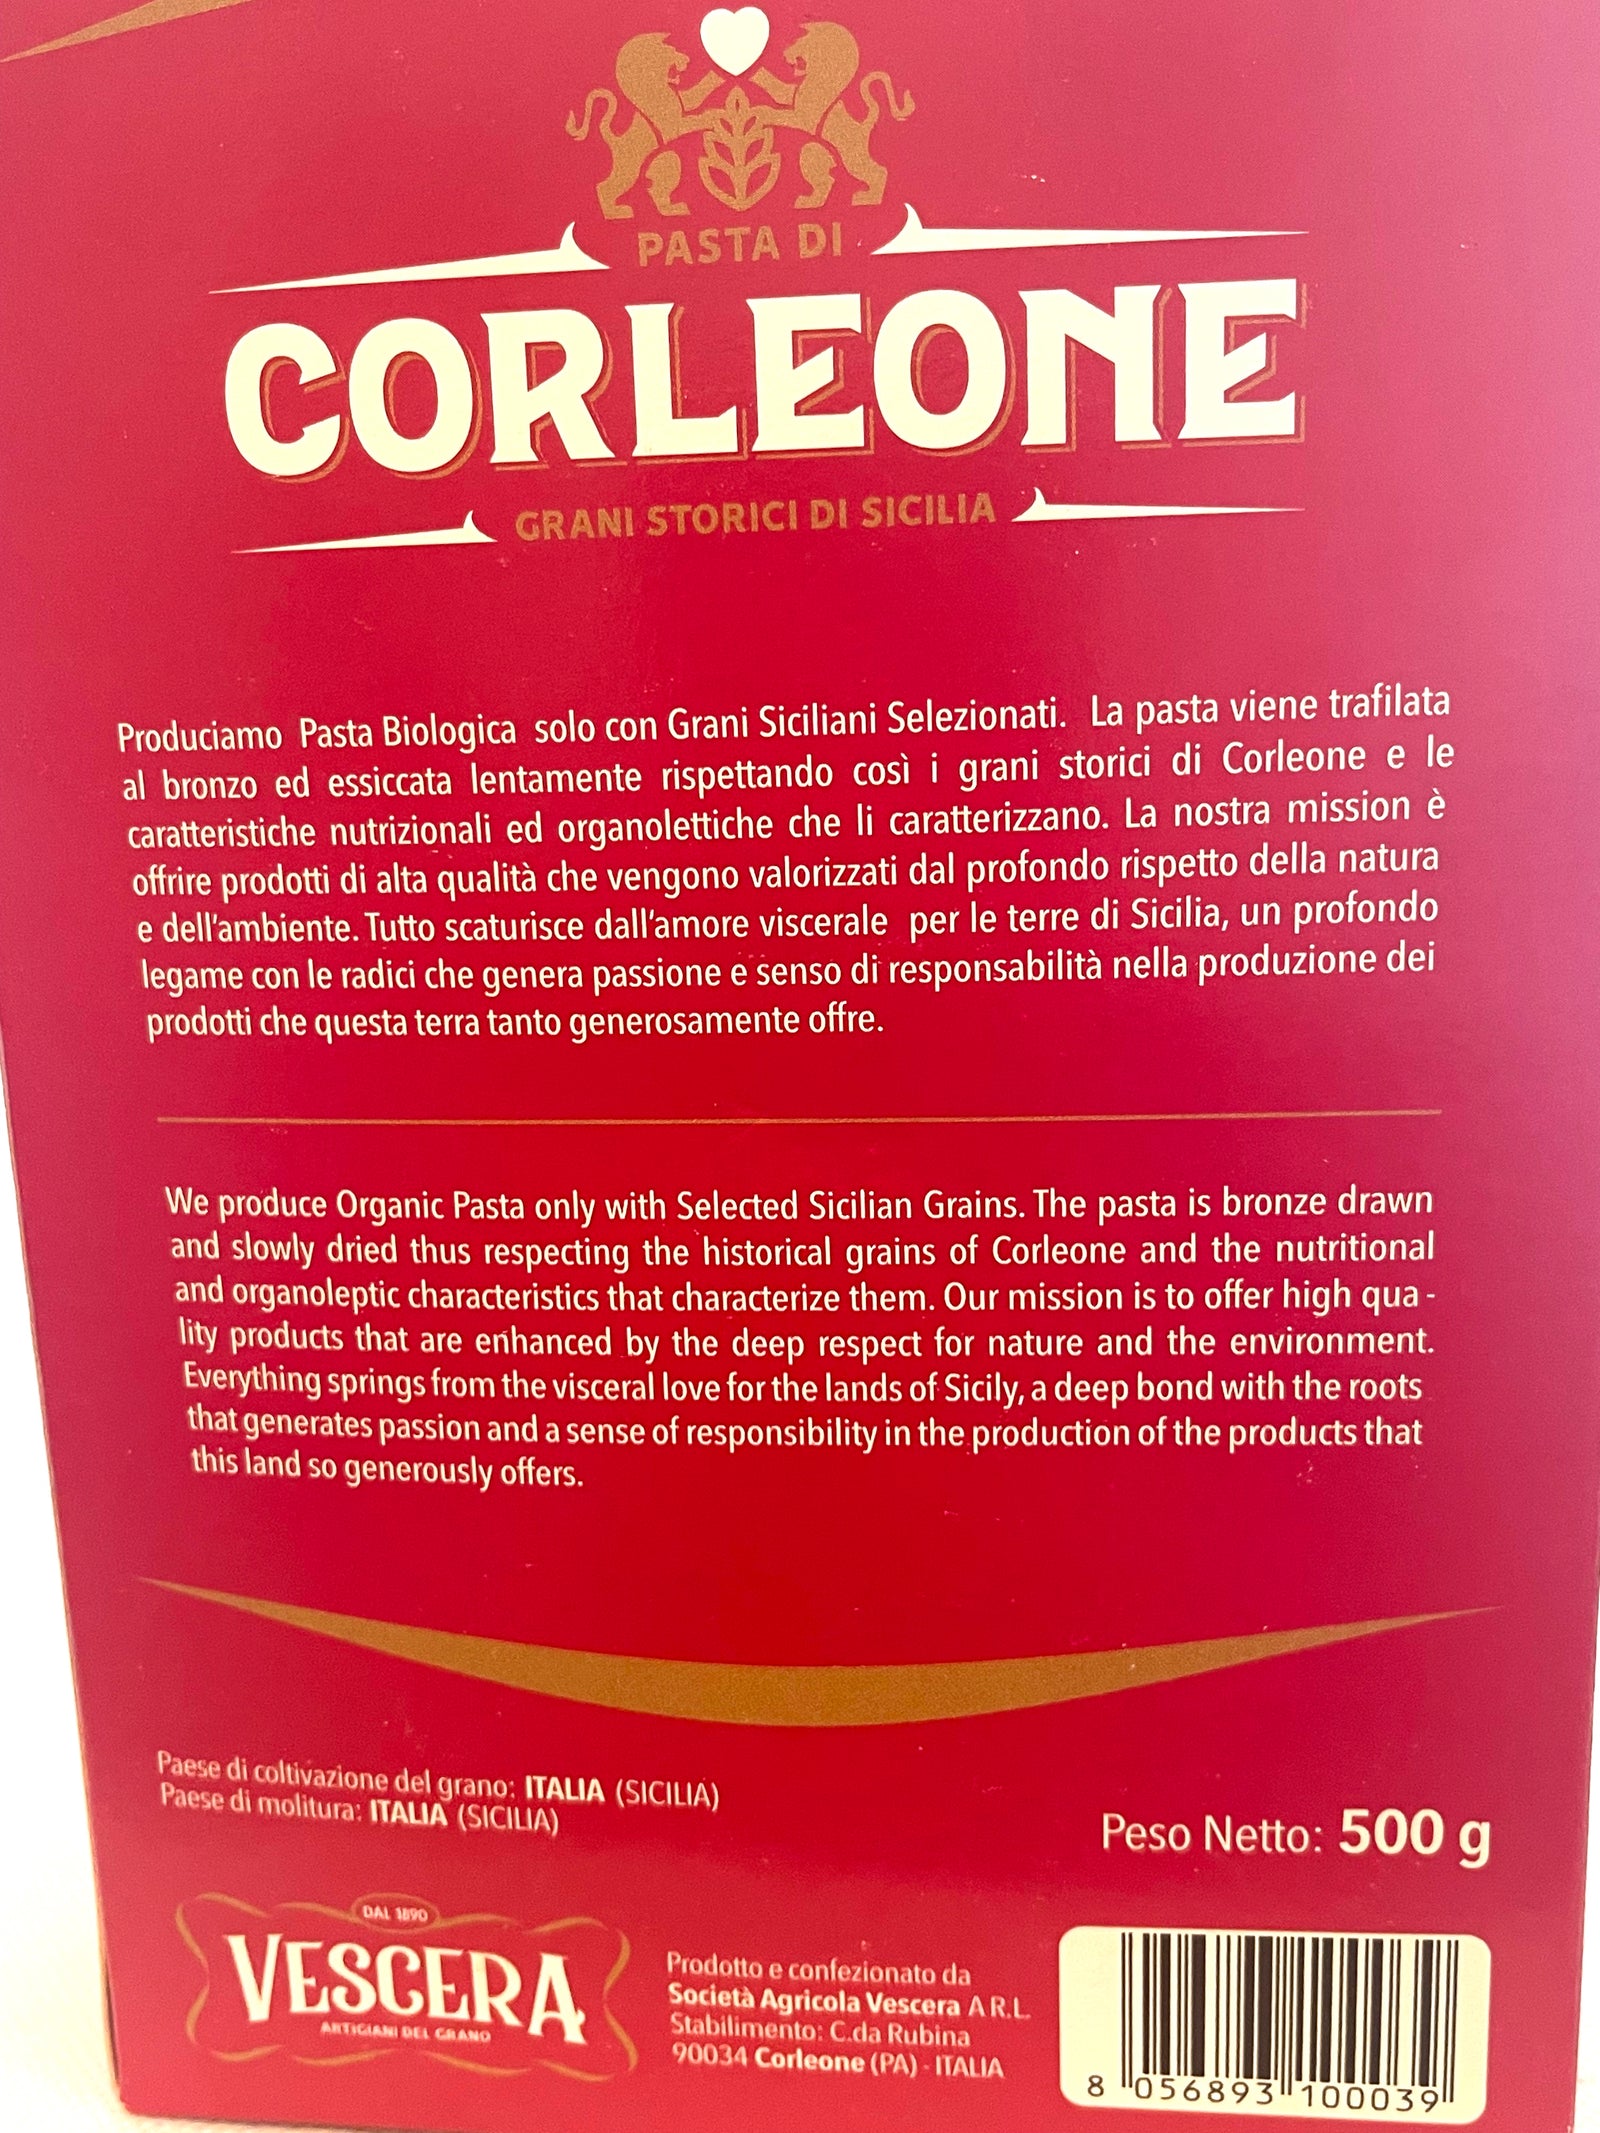 PASTA DI
CORLEONE
GRANI STORICI DI SICILIA
Produciamo Pasta Biologica solo con Grani Siciliani Selezionati. La pasta viene trafilata
al bronzo ed essiccata lentamente rispettando così i grani storici di Corleone e le
caratteristiche nutrizionali ed organolettiche che li caratterizzano. La nostra mission è
offrire prodotti di alta qualità che vengono valorizzati dal profondo rispetto della natura
e dell'ambiente. Tutto scaturisce dall'amore viscerale per le terre di Sicilia, un profondo
legame con le radici che genera passione e senso di responsabilità nella produzione dei
prodotti che questa terra tanto generosamente offre.
We produce Organic Pasta only with Selected Sicilian Grains. The pasta is bronze drawn
and slowly dried thus respecting the historical grains of Corleone and the nutritional
and organoleptic characteristics that characterize them. Our mission is to offer high qua-
lity products that are enhanced by the deep respect for nature and the environment.
Everything springs from the visceral love for the lands of Sicily, a deep bond with the roots
that generates passion and a sense of responsibility in the production of the products that
this land so generously offers.
Paese di coltivazione del grano: ITALIA (SICILIA)
Paese di molitura: ITALIA (SICILIA)
Peso Netto: 500 g
DAL 1890
VESCERA
ARTIGIANI DEL GRANO
Prodotto e confezionato da
Società Agricola Vescera A R.L.
Stabilimento: C.da Rubina
90034 Corleone (PA) - ITALIA
8 056893 100039